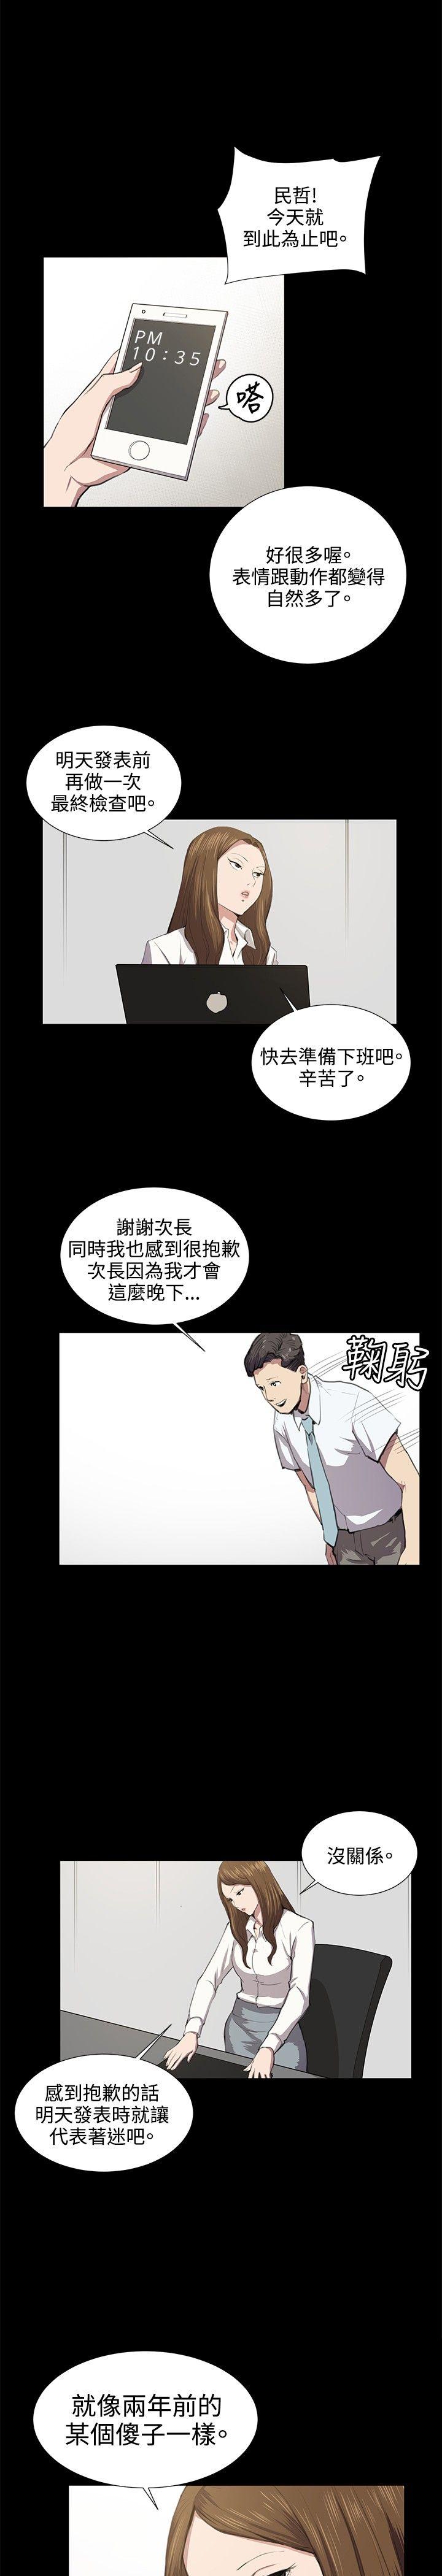 民哲!
今天就
到此為止吧。
PM
10:35
嗒
好很多喔。
表情跟動作都變得
自然多了。
明天發表前
再做一次
最終檢查吧。
快去準備下班吧。
辛苦了。
謝謝次長
同時我也感到很抱歉
次長因為我才會
這麼晚下...
鞠躬
沒關係。
感到抱歉的話
明天發表時就讓
代表著迷吧。
就像兩年前的
某個傻子一樣。